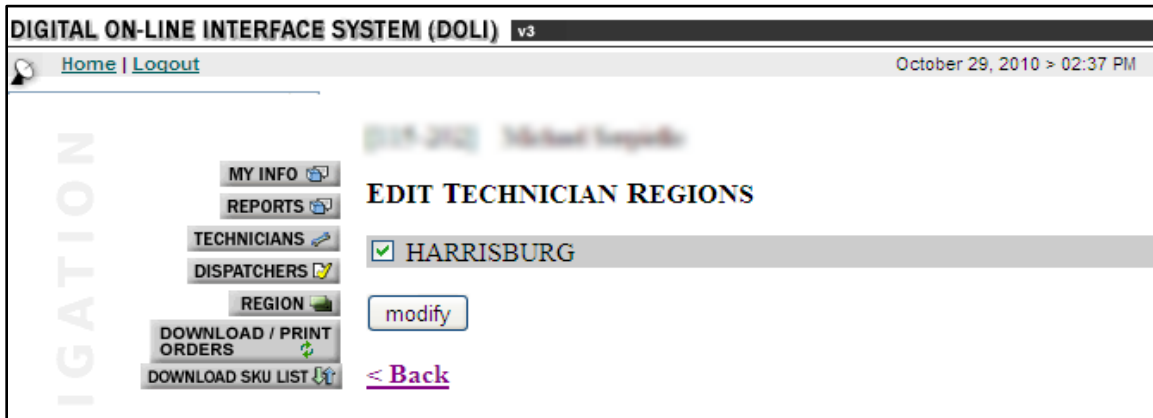 DIGITAL ON-LINE INTERFACE SYSTEM (DOLI) v3
Home | Logout October 29, 2010 > 02:37 PM
IGATION
MY INFO
REPORTS
TECHNICIANS
DISPATCHERS
REGION
DOWNLOAD / PRINT
ORDERS
DOWNLOAD SKU LIST
EDIT TECHNICIAN REGIONS
HARRISBURG
modify
< Back